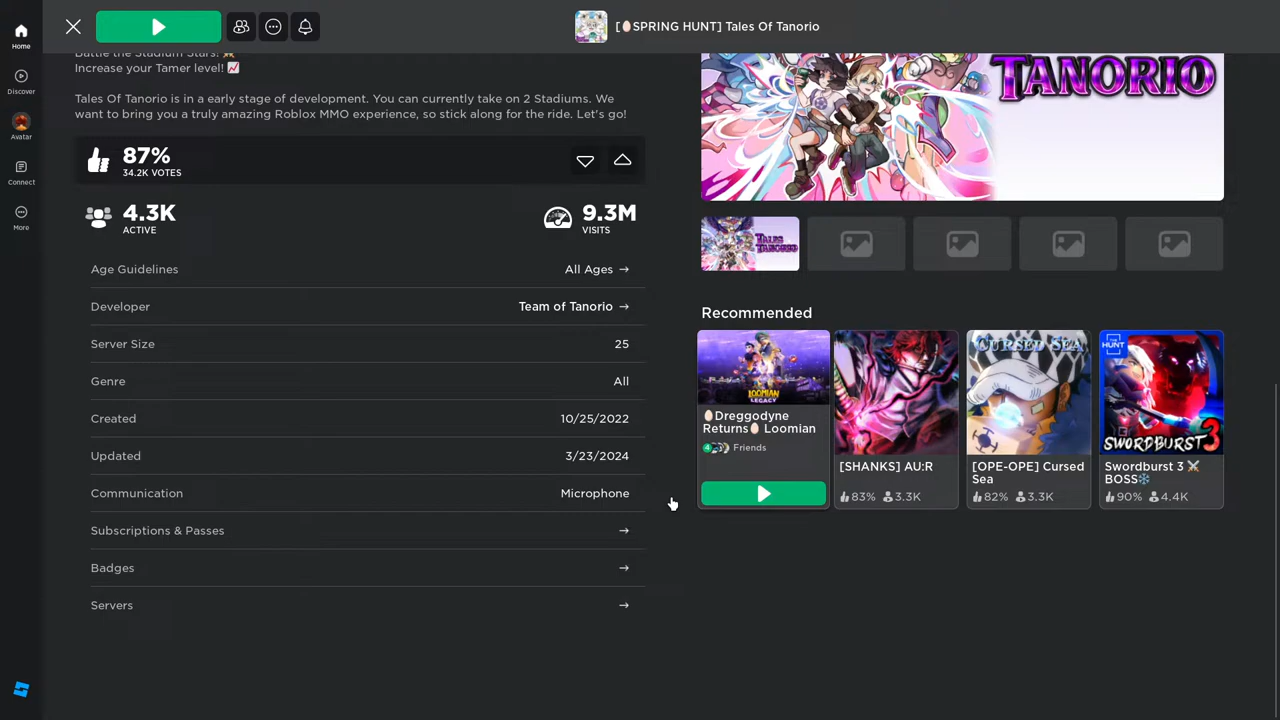 Home
Discover
Avatar
Connect
More
[🥚SPRING HUNT] Tales Of Tanorio
Battle the Stadium Stars! 💥
Increase your Tamer level! 📈
Tales Of Tanorio is in a early stage of development. You can currently take on 2 Stadiums. We
want to bring you a truly amazing Roblox MMO experience, so stick along for the ride. Let's go!
87%
34.2K VOTES
4.3K
ACTIVE
9.3M
VISITS
Age Guidelines All Ages →
Developer Team of Tanorio →
Server Size 25
Genre All
Created 10/25/2022
Updated 3/23/2024
Communication Microphone
Subscriptions & Passes →
Badges →
Servers →
TANORIO
TALES
TANORIO
Recommended
LOOMIAN
LEGACY
🥚Dreggodyne
Returns🥚 Loomian
4 Friends
[SHANKS] AU:R
83% 3.3K
CURSED SEA
[OPE-OPE] Cursed
Sea
82% 3.3K
HUNT
SWORDBURST 3
Swordburst 3 ⚔️
BOSS❄️
90% 4.4K